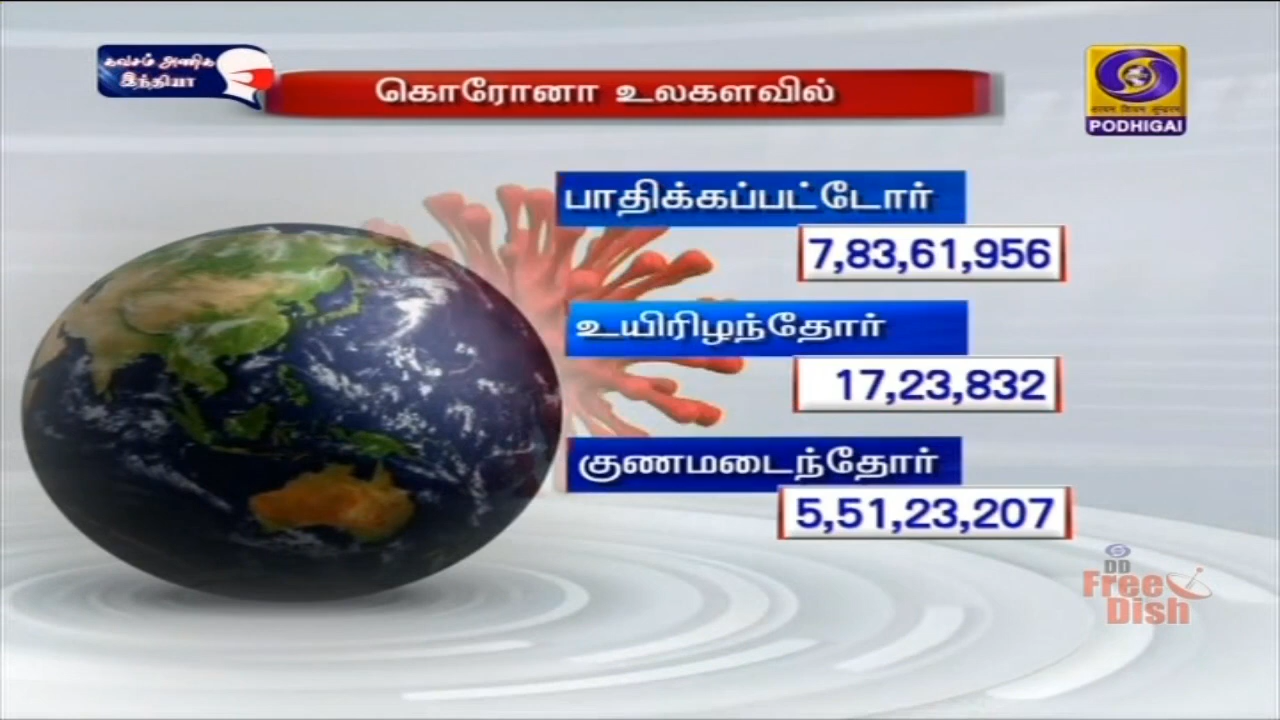 கவசம் அணிக
இந்தியா
கொரோனா உலகளவில்
PODHIGAI
பாதிக்கப்பட்டோர்
7,83,61,956
உயிரிழந்தோர்
17,23,832
குணமடைந்தோர்
5,51,23,207
DD
Free
Dish